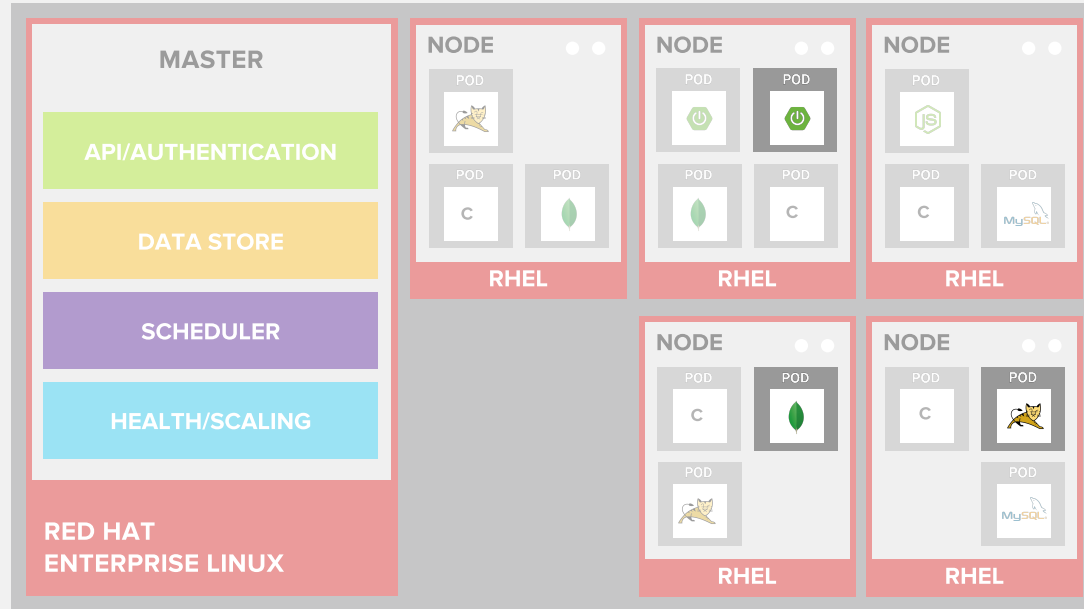 MASTER
API/AUTHENTICATION
DATA STORE
SCHEDULER
HEALTH/SCALING
RED HAT
ENTERPRISE LINUX
NODE
POD
POD
C
POD
RHEL
NODE
POD
POD
POD
POD
C
RHEL
NODE
POD
JS
POD
C
POD
MySQL
RHEL
NODE
POD
C
POD
POD
RHEL
NODE
POD
C
POD
POD
MySQL
RHEL